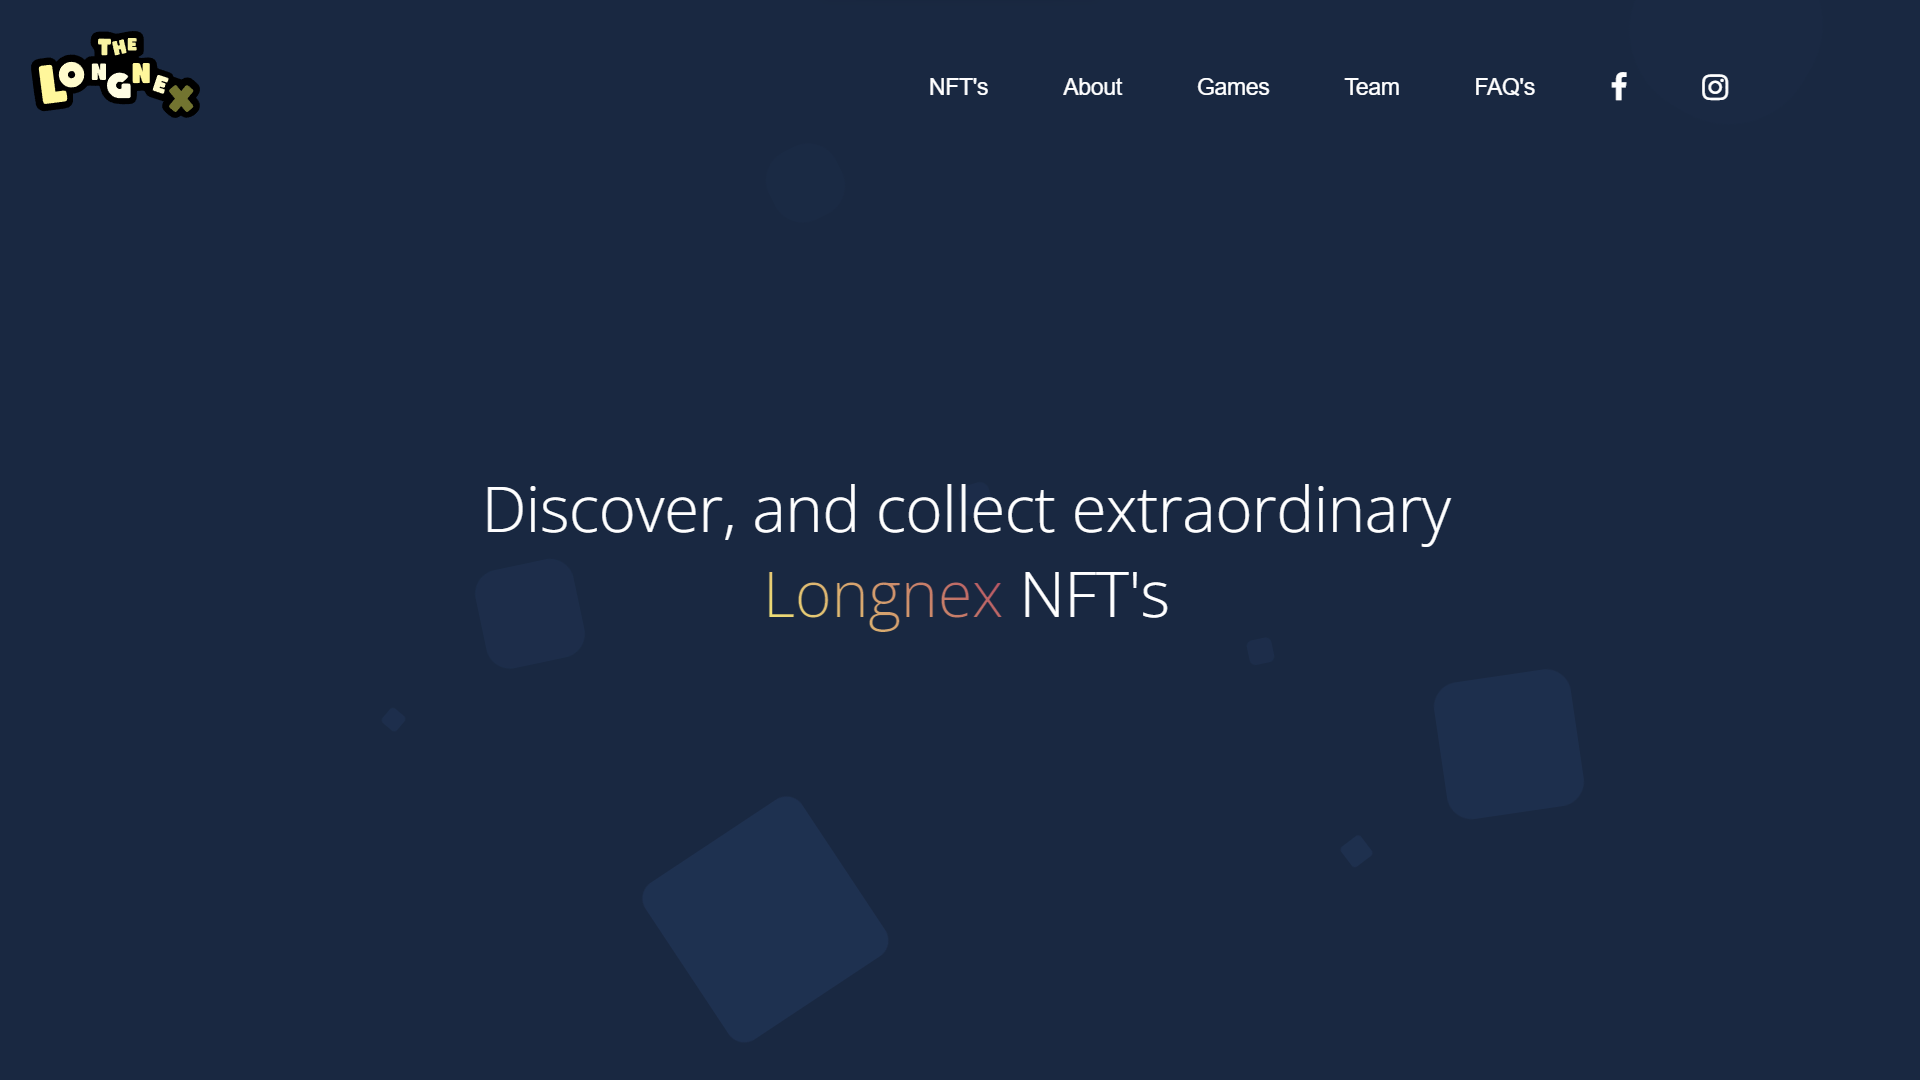 THE
LONGNEX
NFT's About Games Team FAQ's
Discover, and collect extraordinary
Longnex NFT's